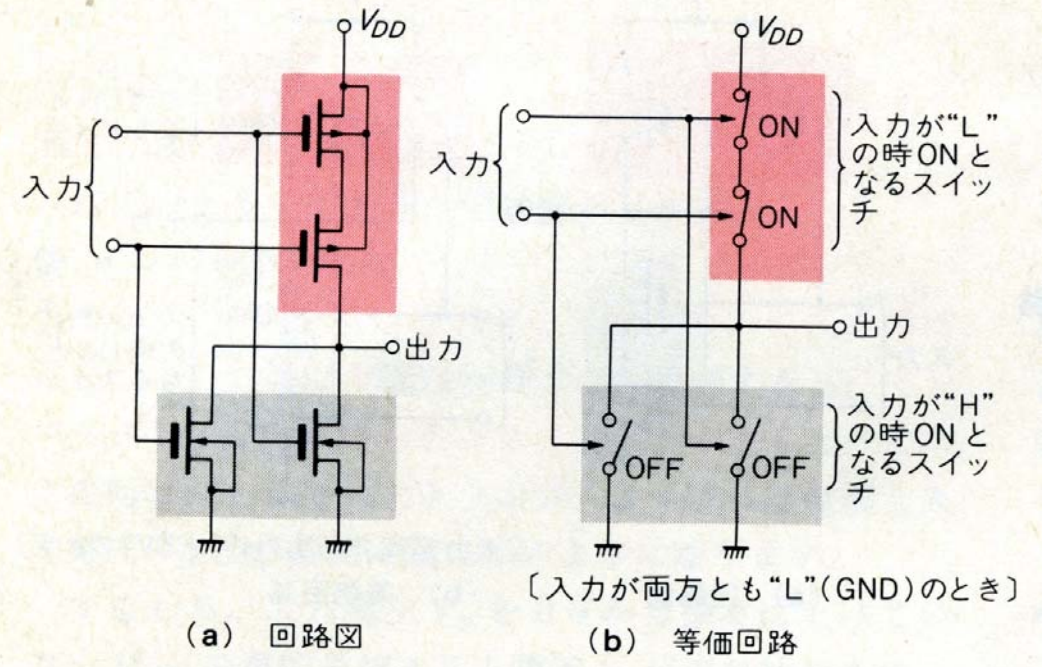 VDD
入力
出力
(a) 回路図
VDD
入力
ON
ON
入力が“L”
の時ONと
なるスイッ
チ
出力
OFF
OFF
入力が“H”
の時ONと
なるスイッ
チ
〔入力が両方とも“L”(GND)のとき〕
(b) 等価回路